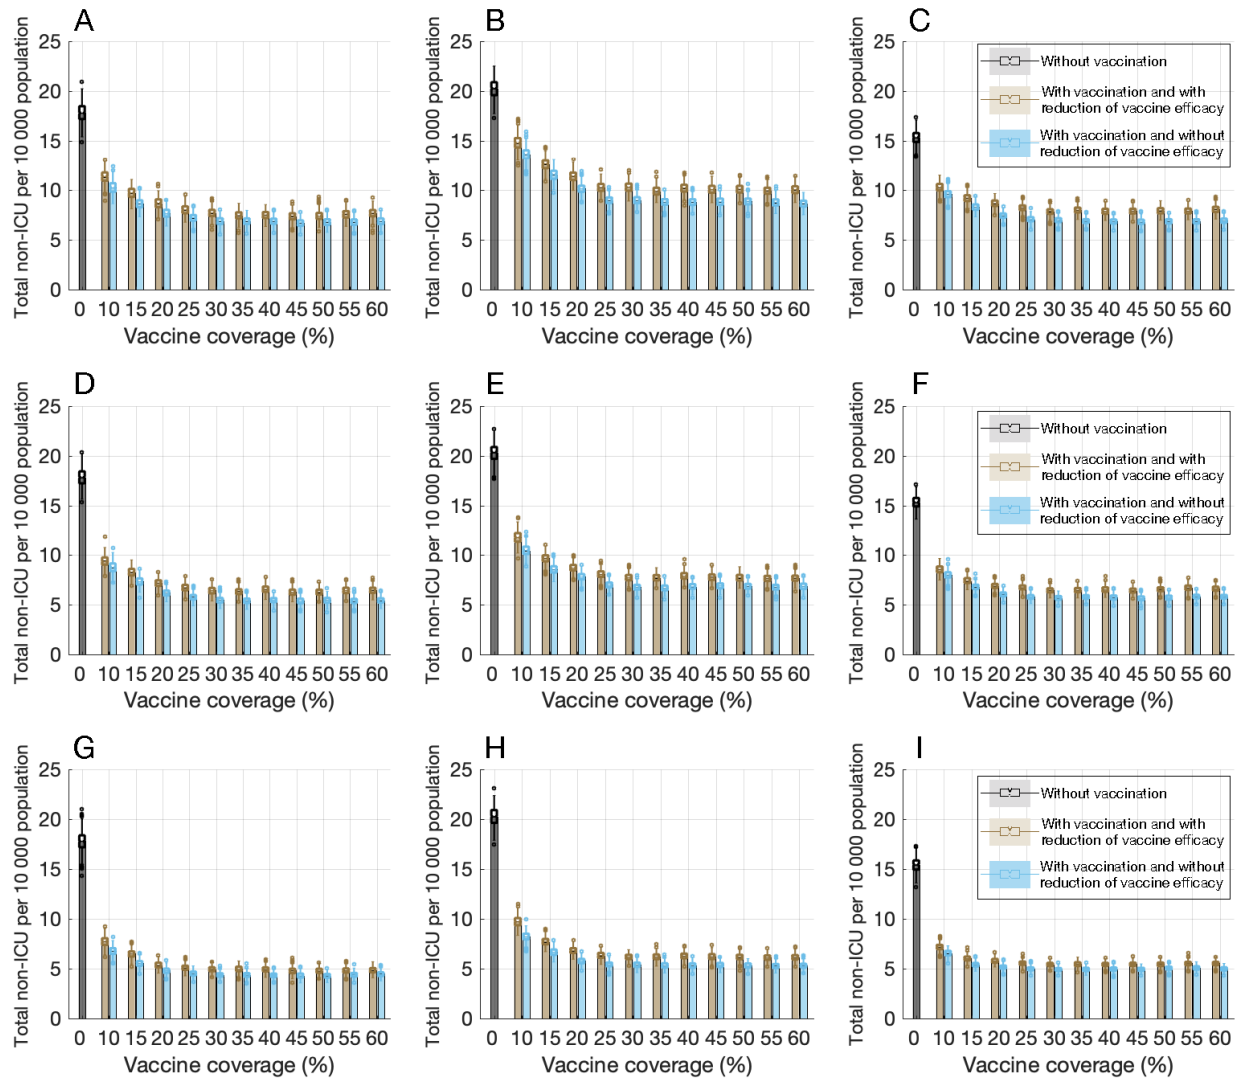 A
B
C
Total non-ICU per 10 000 population
25
20
15
10
5
0
0 10 15 20 25 30 35 40 45 50 55 60
Vaccine coverage (%)
Total non-ICU per 10 000 population
25
20
15
10
5
0
0 10 15 20 25 30 35 40 45 50 55 60
Vaccine coverage (%)
Total non-ICU per 10 000 population
25
20
15
10
5
0
0 10 15 20 25 30 35 40 45 50 55 60
Vaccine coverage (%)
Without vaccination
With vaccination and with
reduction of vaccine efficacy
With vaccination and without
reduction of vaccine efficacy
D
E
F
Total non-ICU per 10 000 population
25
20
15
10
5
0
0 10 15 20 25 30 35 40 45 50 55 60
Vaccine coverage (%)
Total non-ICU per 10 000 population
25
20
15
10
5
0
0 10 15 20 25 30 35 40 45 50 55 60
Vaccine coverage (%)
Total non-ICU per 10 000 population
25
20
15
10
5
0
0 10 15 20 25 30 35 40 45 50 55 60
Vaccine coverage (%)
Without vaccination
With vaccination and with
reduction of vaccine efficacy
With vaccination and without
reduction of vaccine efficacy
G
H
I
Total non-ICU per 10 000 population
25
20
15
10
5
0
0 10 15 20 25 30 35 40 45 50 55 60
Vaccine coverage (%)
Total non-ICU per 10 000 population
25
20
15
10
5
0
0 10 15 20 25 30 35 40 45 50 55 60
Vaccine coverage (%)
Total non-ICU per 10 000 population
25
20
15
10
5
0
0 10 15 20 25 30 35 40 45 50 55 60
Vaccine coverage (%)
Without vaccination
With vaccination and with
reduction of vaccine efficacy
With vaccination and without
reduction of vaccine efficacy